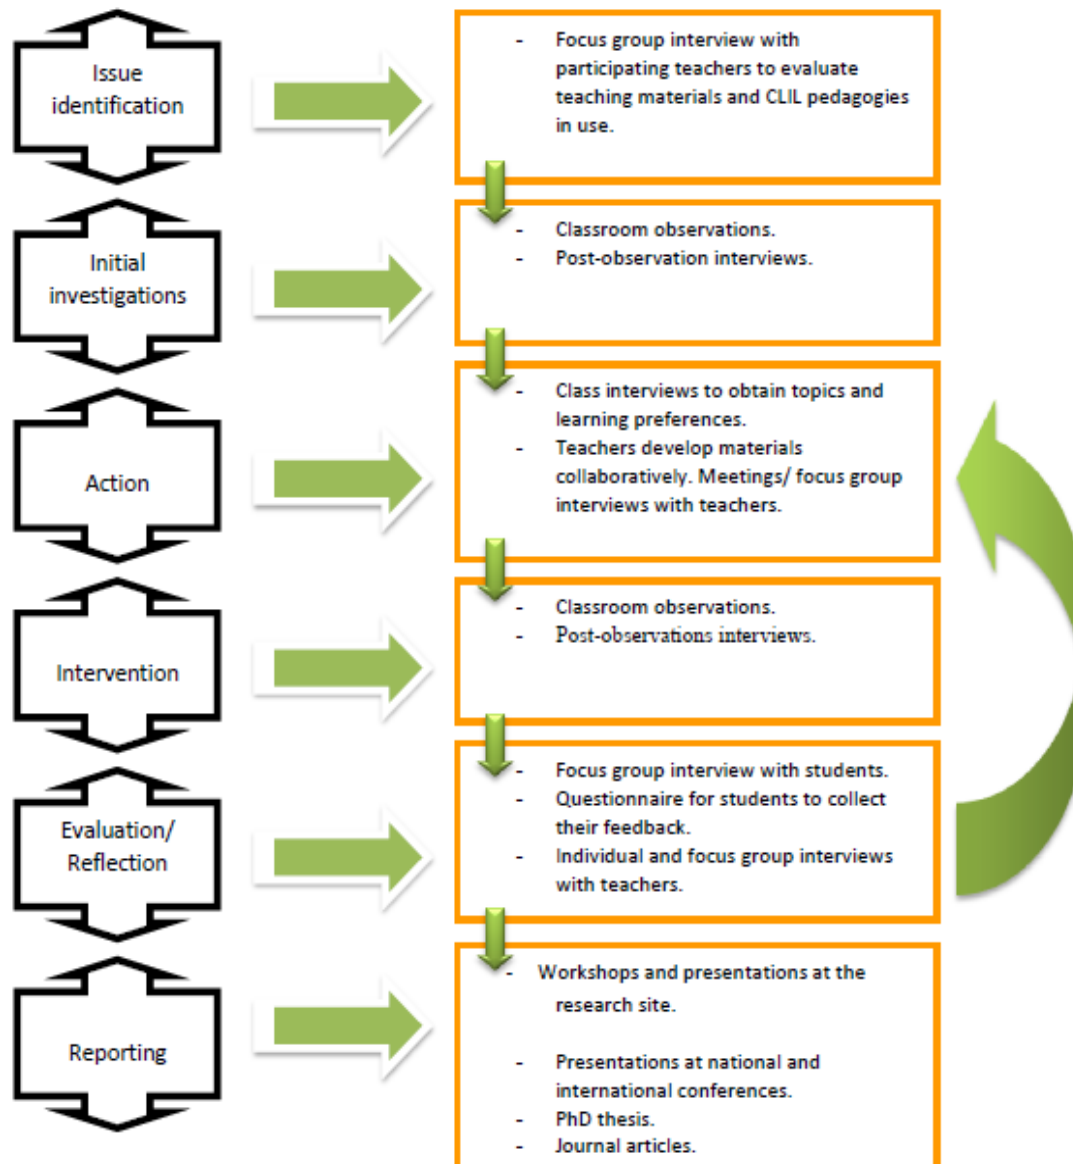 Issue
identification
- Focus group interview with
participating teachers to evaluate
teaching materials and CLIL pedagogies
in use.
Initial
investigations
- Classroom observations.
- Post-observation interviews.
Action
- Class interviews to obtain topics and
learning preferences.
- Teachers develop materials
collaboratively. Meetings/ focus group
interviews with teachers.
Intervention
- Classroom observations.
- Post-observations interviews.
Evaluation/
Reflection
- Focus group interview with students.
- Questionnaire for students to collect
their feedback.
- Individual and focus group interviews
with teachers.
Reporting
- Workshops and presentations at the
research site.
- Presentations at national and
international conferences.
- PhD thesis.
- Journal articles.